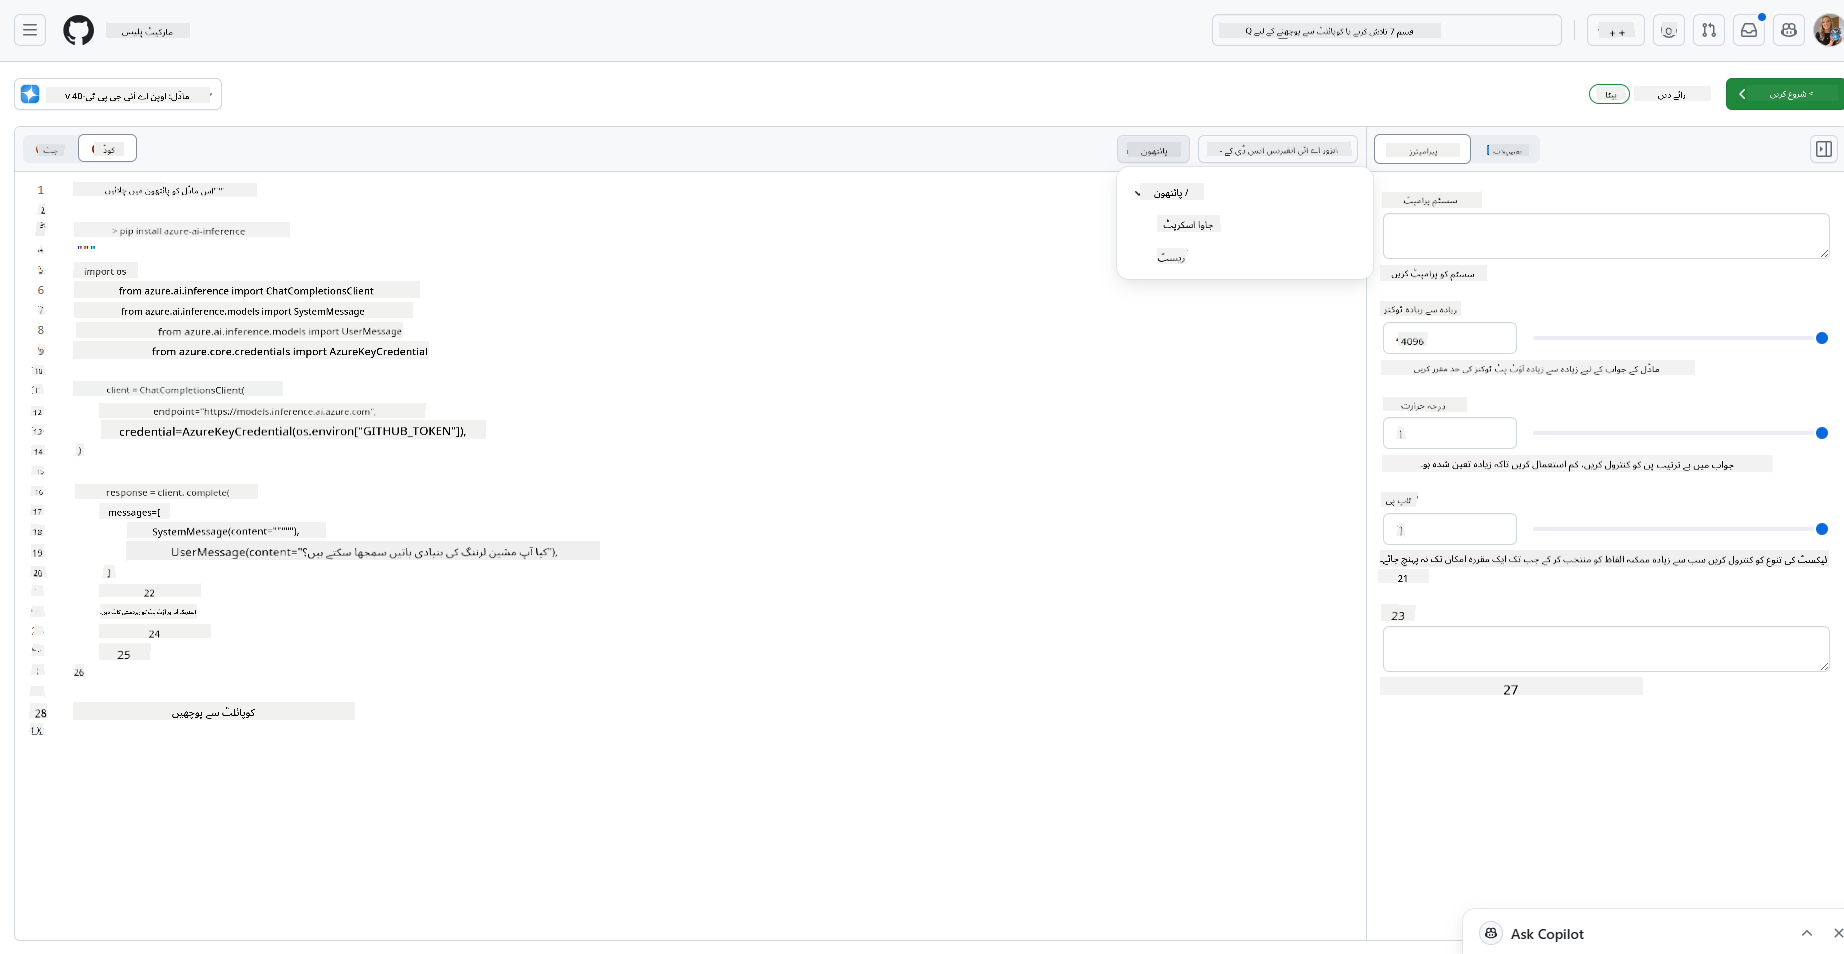 مارکیٹ پلیس
قسم / تلاش کرنے یا کوپائلٹ سے پوچھنے کے لیے Q
+ +
ماڈل: اوپن اے آئی جی پی ٹی-4o
بیٹا
رائے دیں
شروع کریں >
چیٹ
کوڈ
پائتھون
ایزور اے آئی انفیرینس ایس ڈی کے -
پیرامیٹرز
/ پائتھون
جاوا اسکرپٹ
ریسٹ
1
"""اس ماڈل کو پائتھون میں چلائیں
2
> pip install azure-ai-inference
4
"""
5
import os
6
from azure.ai.inference import ChatCompletionsClient
7
from azure.ai.inference.models import SystemMessage
8
from azure.ai.inference.models import UserMessage
9
from azure.core.credentials import AzureKeyCredential
10
11
client = ChatCompletionsClient(
12
endpoint="https://models.inference.ai.azure.com",
13
credential=AzureKeyCredential(os.environ["GITHUB_TOKEN"]),
14
)
15
16
response = client. complete(
17
messages=[
18
SystemMessage(content=""""""),
19
UserMessage(content="کیا آپ مشین لرننگ کی بنیادی باتیں سمجھا سکتے ہیں؟"),
20
]
22
24
25
26
28
کوپائلٹ سے پوچھیں
سسٹم پرامپٹ
سسٹم کو پرامپٹ کریں
زیادہ سے زیادہ ٹوکنز
4096
ماڈل کے جواب کے لیے زیادہ سے زیادہ آؤٹ پٹ ٹوکنز کی حد مقرر کریں
درجہ حرارت
جواب میں بے ترتیب پن کو کنٹرول کریں، کم استعمال کریں تاکہ زیادہ تعین شدہ ہو۔
ٹاپ پی
ٹیکسٹ کی تنوع کو کنٹرول کریں سب سے زیادہ ممکنہ الفاظ کو منتخب کر کے جب تک ایک مقررہ امکان تک نہ پہنچ جائے۔
21
23
27
Ask Copilot